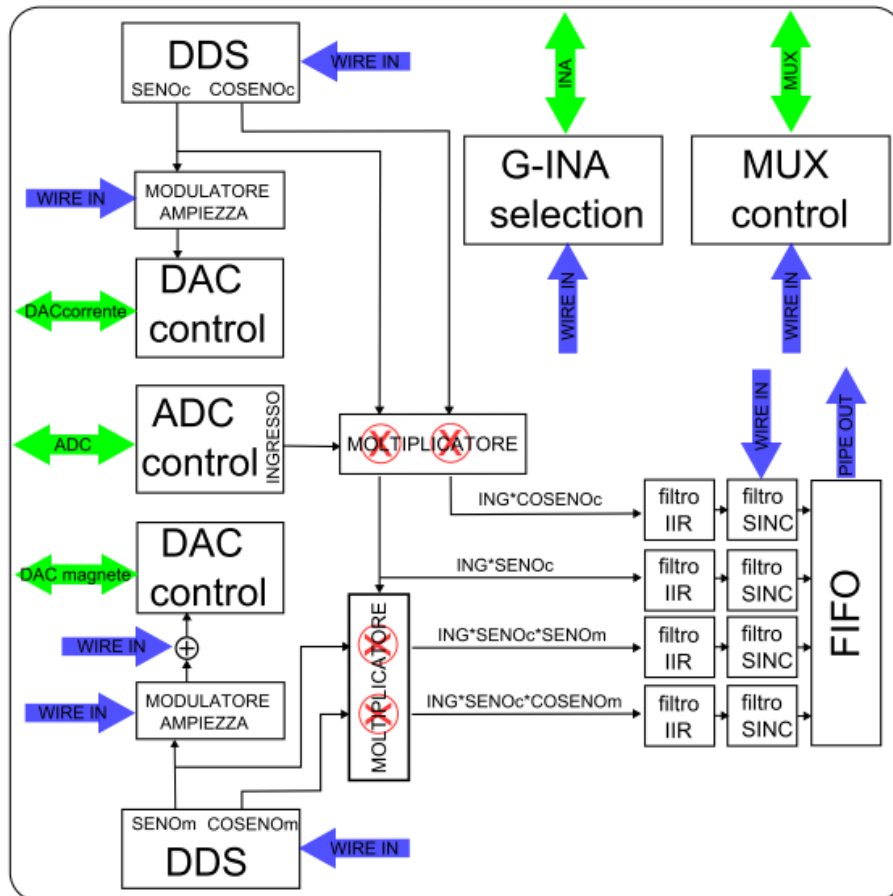 DDS
SENOc COSENOc
WIRE IN
INA
MUX
G-INA
selection
MUX
control
WIRE IN
MODULATORE
AMPIEZZA
WIRE IN
WIRE IN
DACcorrente
DAC
control
ADC
ADC
control
INGRESSO
MOLTIPLICATORE
WIRE IN
PIPE OUT
ING*COSENOc
filtro
IIR
filtro
SINC
DAC magnete
DAC
control
ING*SENOc
filtro
IIR
filtro
SINC
FIFO
MOLTIPLICATORE
WIRE IN
ING*SENOc*SENOm
filtro
IIR
filtro
SINC
WIRE IN
MODULATORE
AMPIEZZA
ING*SENOc*COSENOm
filtro
IIR
filtro
SINC
SENOm COSENOm
DDS
WIRE IN